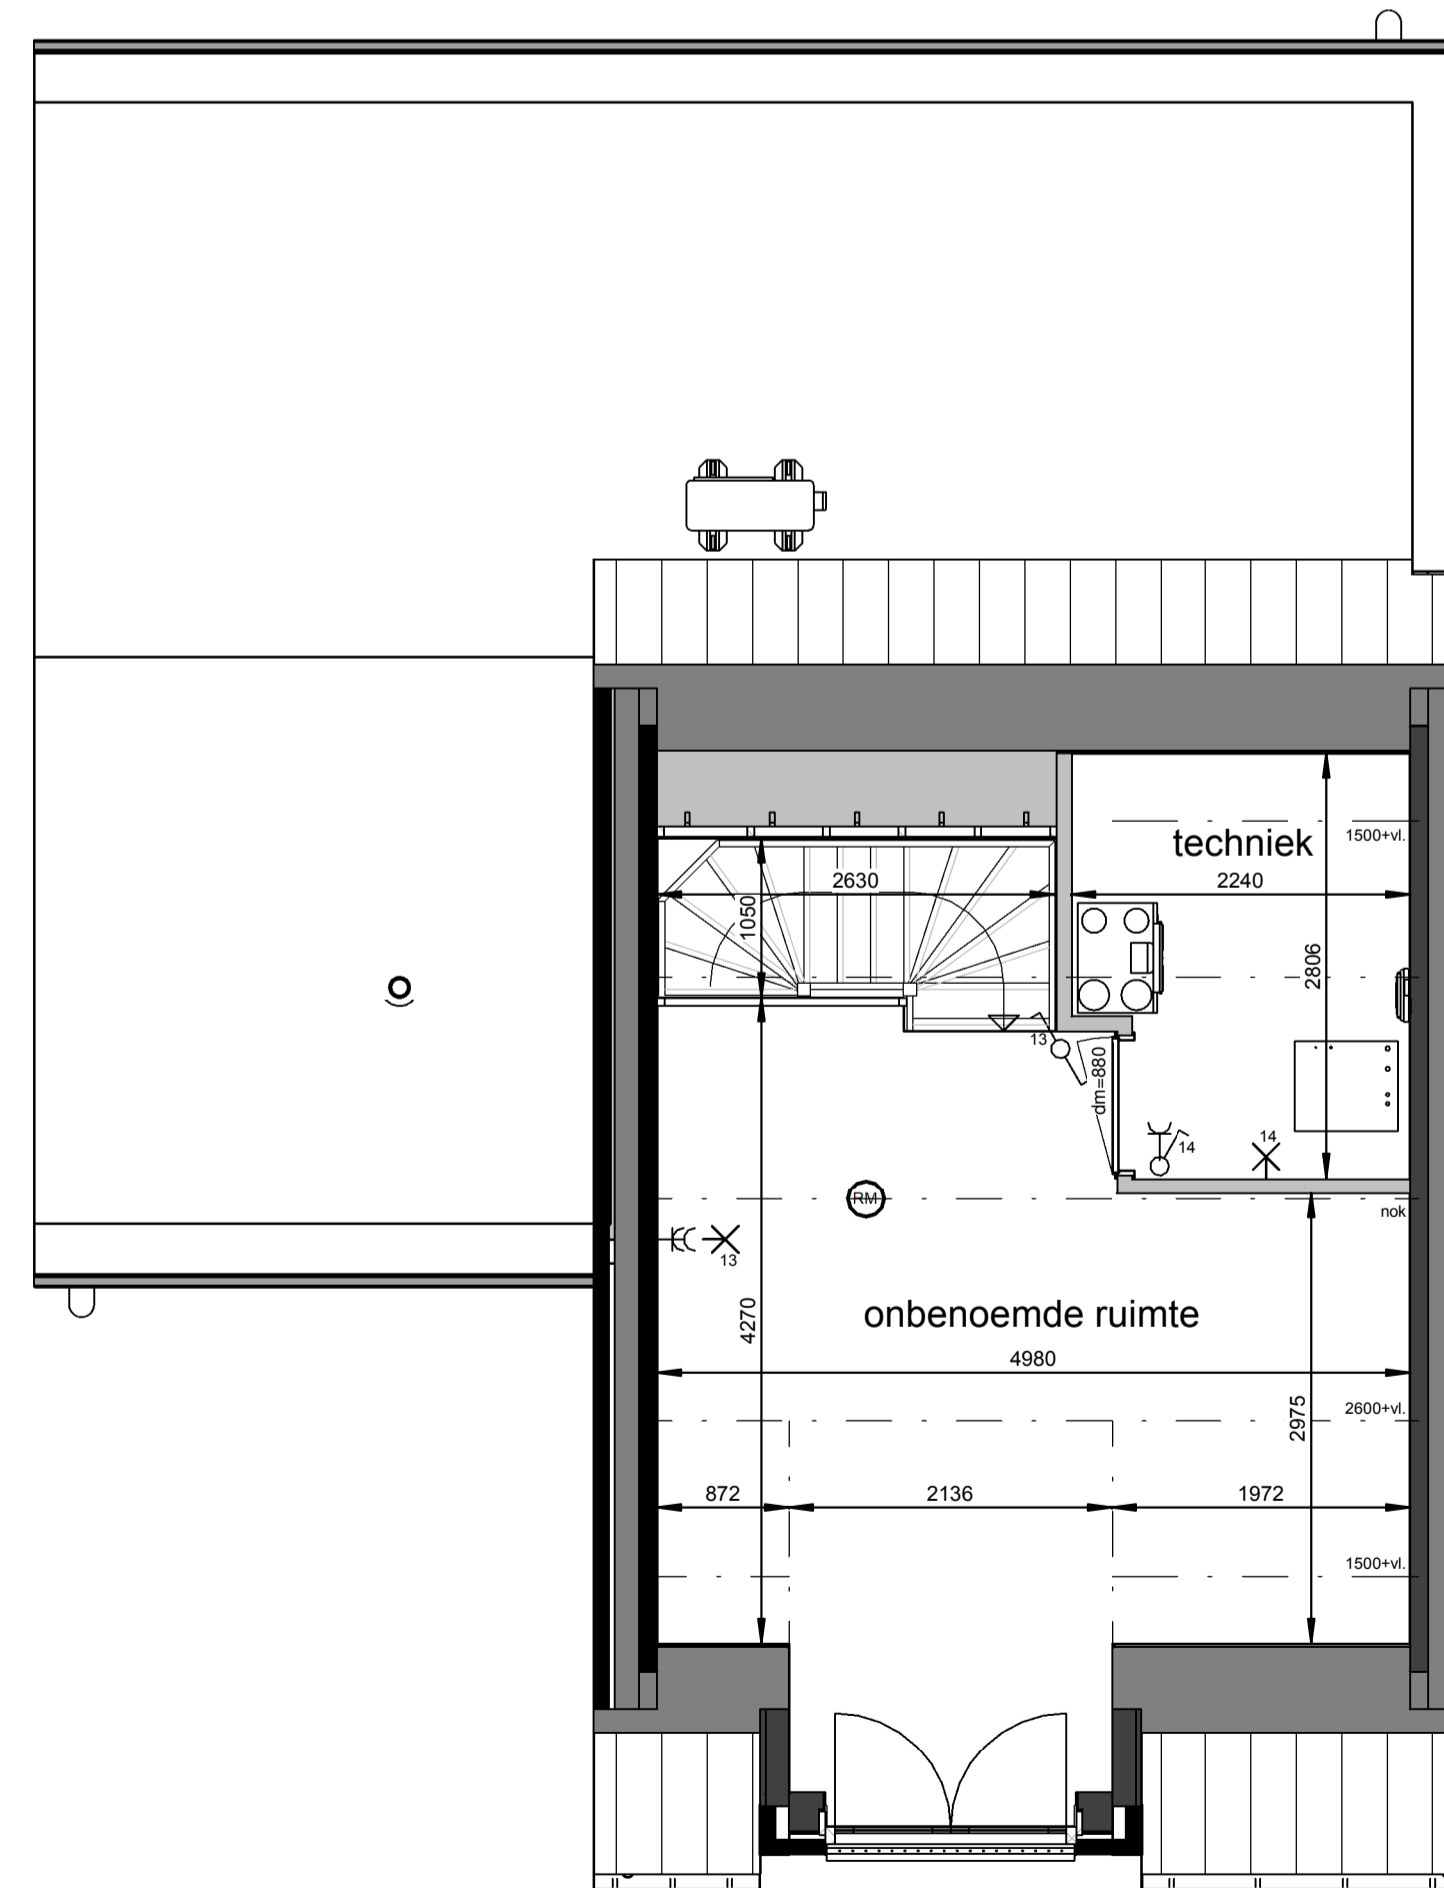 techniek
1500+vl.
2630
2240
1050
2806
13
dm=880
14
14
RM
nok
13
onbenoemde ruimte
4270
4980
2975
2600+vl.
872
2136
1972
1500+vl.